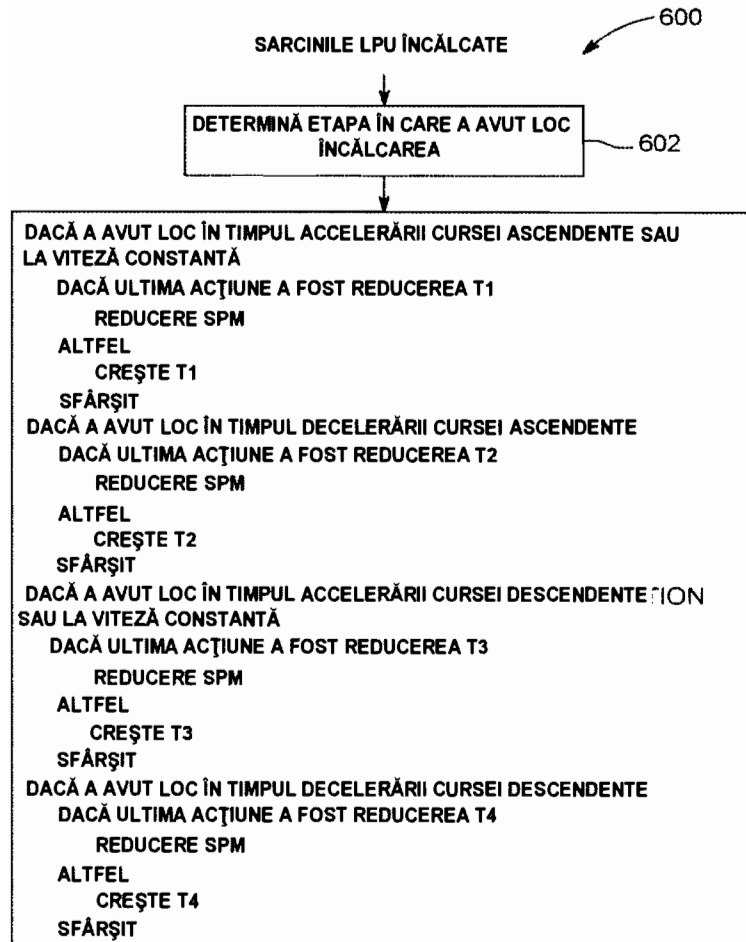 600
SARCINILE LPU ÎNCĂLCATE
DETERMINĂ ETAPA ÎN CARE A AVUT LOC
ÎNCĂLCAREA
602
DACĂ A AVUT LOC ÎN TIMPUL ACCELERĂRII CURSEI ASCENDENTE SAU
LA VITEZĂ CONSTANTĂ
DACĂ ULTIMA ACŢIUNE A FOST REDUCEREA T1
REDUCERE SPM
ALTFEL
CREŞTE T1
SFÂRŞIT
DACĂ A AVUT LOC ÎN TIMPUL DECELERĂRII CURSEI ASCENDENTE
DACĂ ULTIMA ACŢIUNE A FOST REDUCEREA T2
REDUCERE SPM
ALTFEL
CREŞTE T2
SFÂRŞIT
DACĂ A AVUT LOC ÎN TIMPUL ACCELERĂRII CURSEI DESCENDENTE
SAU LA VITEZĂ CONSTANTĂ
DACĂ ULTIMA ACŢIUNE A FOST REDUCEREA T3
REDUCERE SPM
ALTFEL
CREŞTE T3
SFÂRŞIT
DACĂ A AVUT LOC ÎN TIMPUL DECELERĂRII CURSEI DESCENDENTE
DACĂ ULTIMA ACŢIUNE A FOST REDUCEREA T4
REDUCERE SPM
ALTFEL
CREŞTE T4
SFÂRŞIT